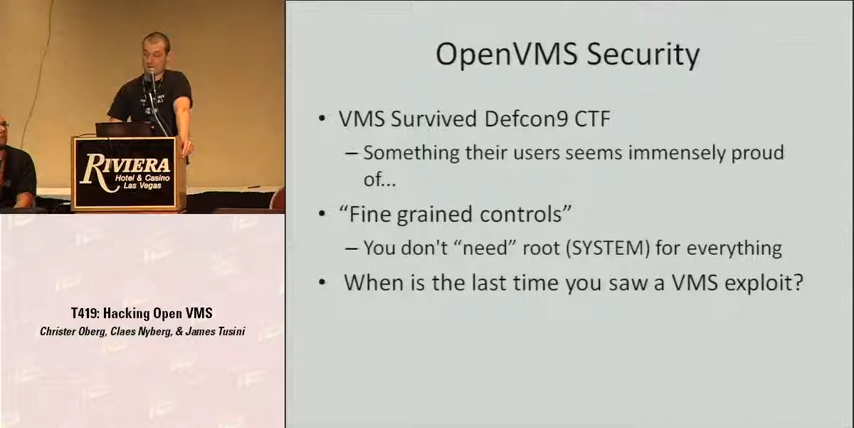 RIVIERA
Hotel & Casino
Las Vegas
T419: Hacking Open VMS
Christer Oberg, Claes Nyberg, & James Tusini
OpenVMS Security
• VMS Survived Defcon9 CTF
– Something their users seems immensely proud
of...
• “Fine grained controls”
– You don't “need” root (SYSTEM) for everything
• When is the last time you saw a VMS exploit?